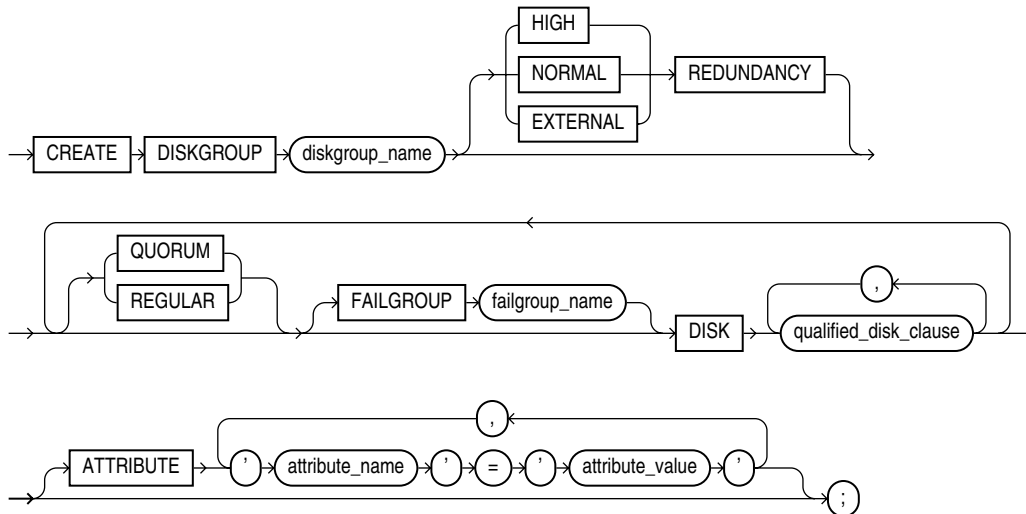 HIGH
NORMAL REDUNDANCY
EXTERNAL
CREATE DISKGROUP diskgroup_name
QUORUM
REGULAR FAILGROUP failgroup_name ,
DISK qualified_disk_clause
,
ATTRIBUTE ' attribute_name ' = ' attribute_value '
;